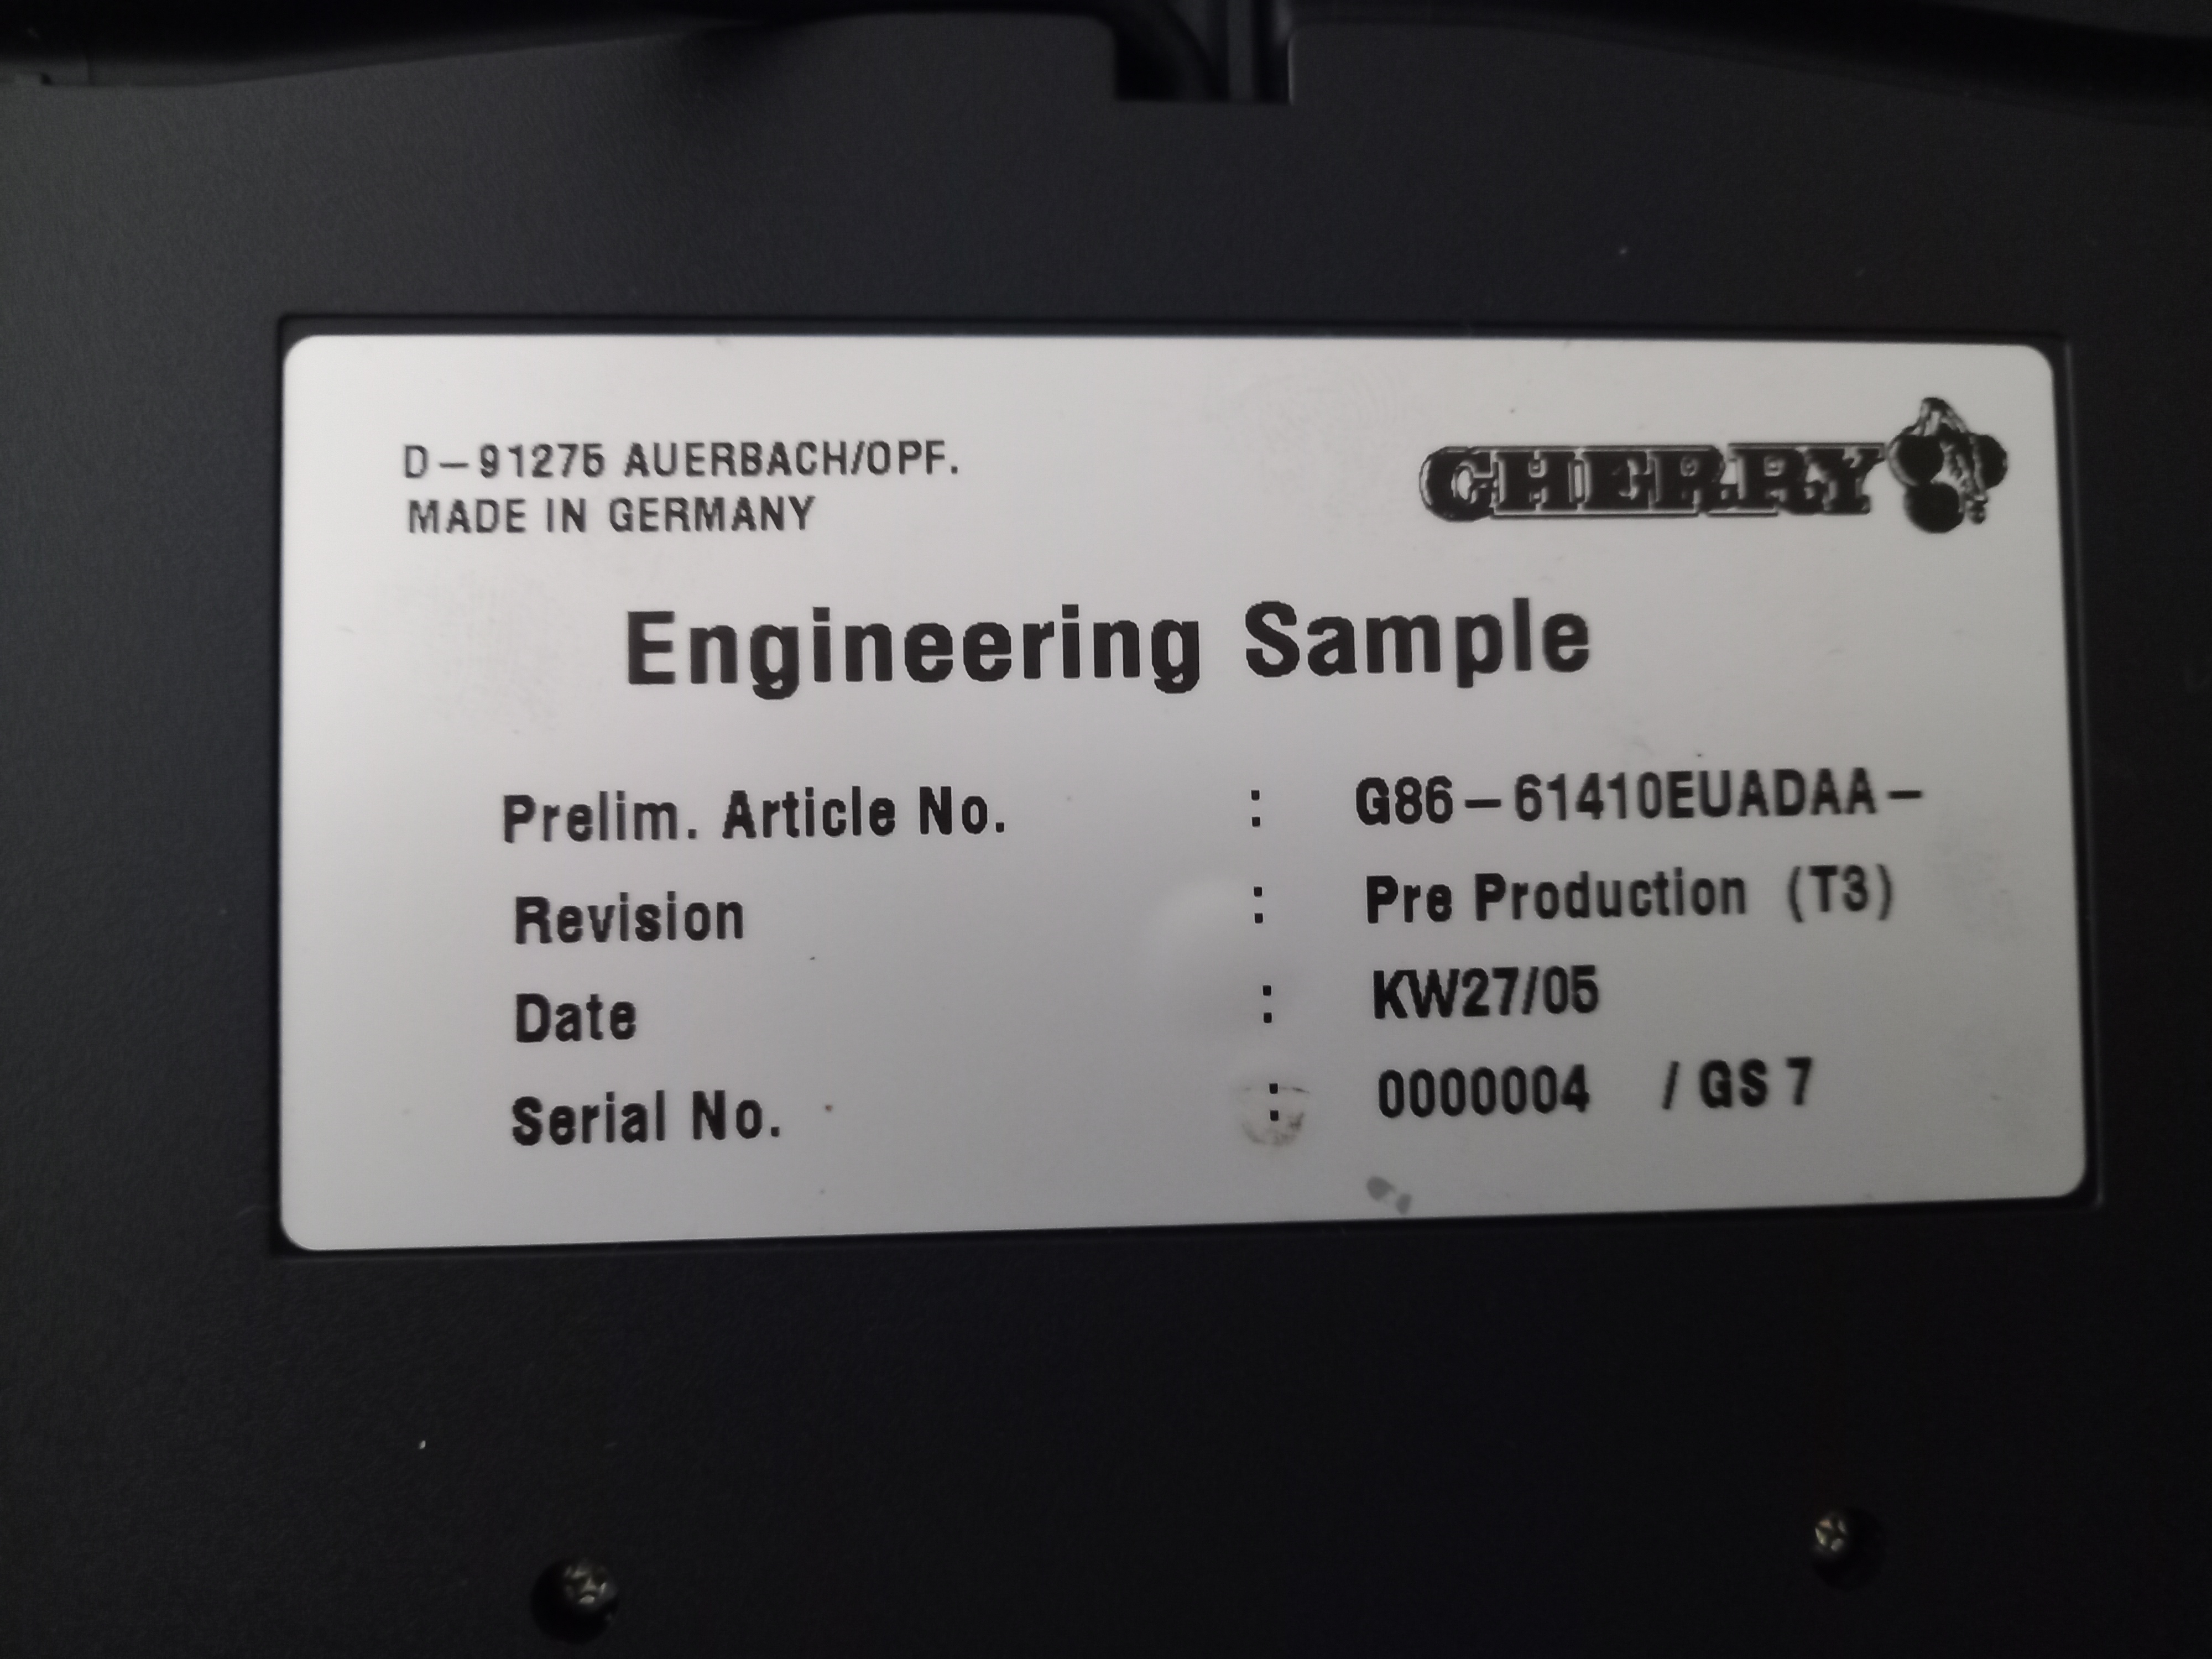 D-91275 AUERBACH/OPF.
MADE IN GERMANY
CHERRY
Engineering Sample
Prelim. Article No. : G86-61410EUADAA-
Revision : Pre Production (T3)
Date : KW27/05
Serial No. : 0000004 / GS 7